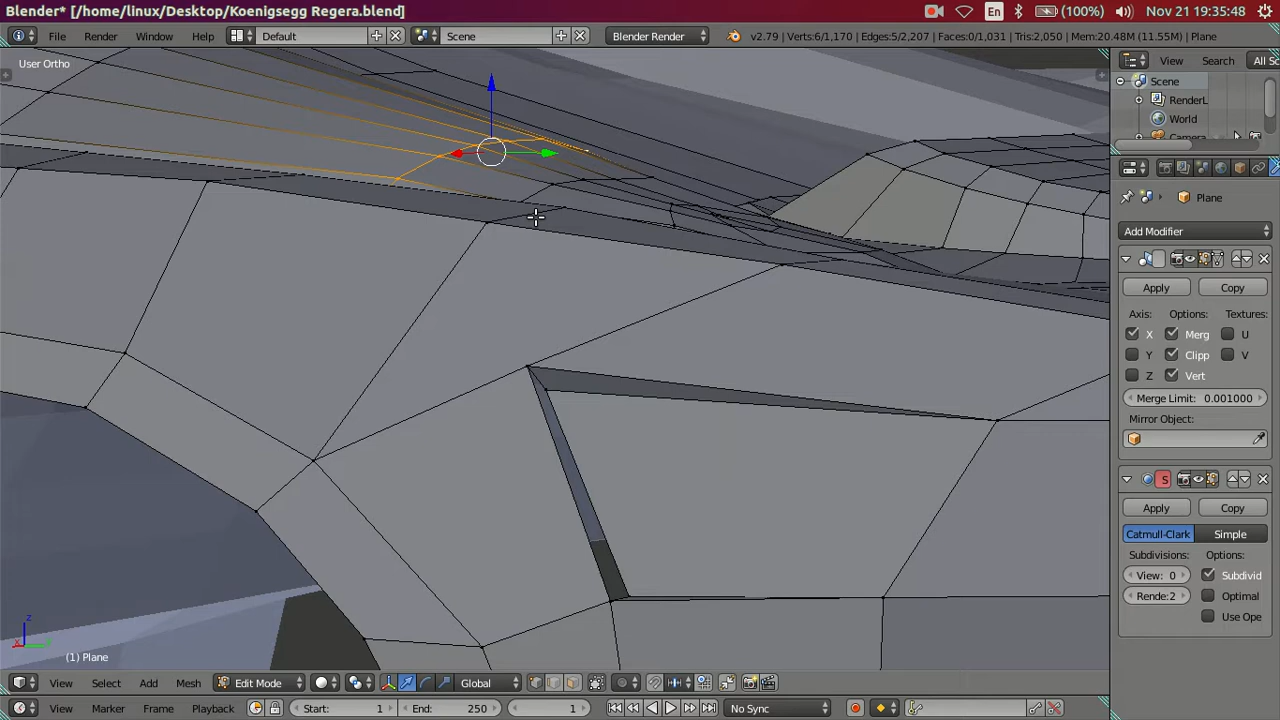 Blender* [/home/linux/Desktop/Koenigsegg Regera.blend]
En (100%) Nov 21 19:35:48
File Render Window Help Default Scene Blender Render v2.79 | Verts:6/1,170 | Edges:5/2,207 | Faces:0/1,031 | Tris:2,050 | Mem:20.48M (11.55M) | Plane
User Ortho
View Search All Sc
Scene
RenderL
World
Camera
Plane
Add Modifier
Apply Copy
Axis: Options: Textures:
X Merg U
Y Clipp V
Z Vert
Merge Limit: 0.001000
Mirror Object:
S
Apply Copy
Catmull-Clark Simple
Subdivisions: Options:
View: 0 Subdivid
Rende:2 Optimal
Use Ope
z
x y
(1) Plane
View Select Add Mesh Edit Mode Global
View Marker Frame Playback Start: 1 End: 250 1 No Sync